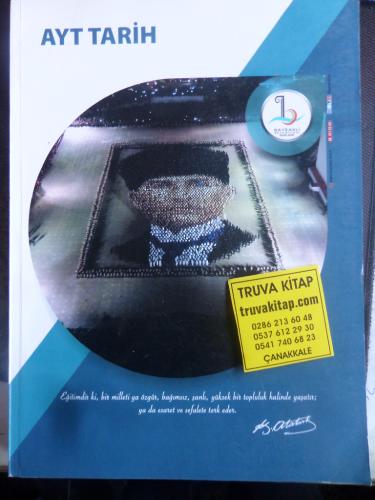 AYT TARİH
BAYRAKLI
TRUVA KİTAP
truvakitap.com
0286 213 60 48
0537 612 29 30
0541 740 68 23
ÇANAKKALE
Eğitimdir ki, bir milleti ya özgür, bağımsız, şanlı, yüksek bir topluluk halinde yaşatır;
ya da esaret ve sefalete terk eder.
K. Atatürk